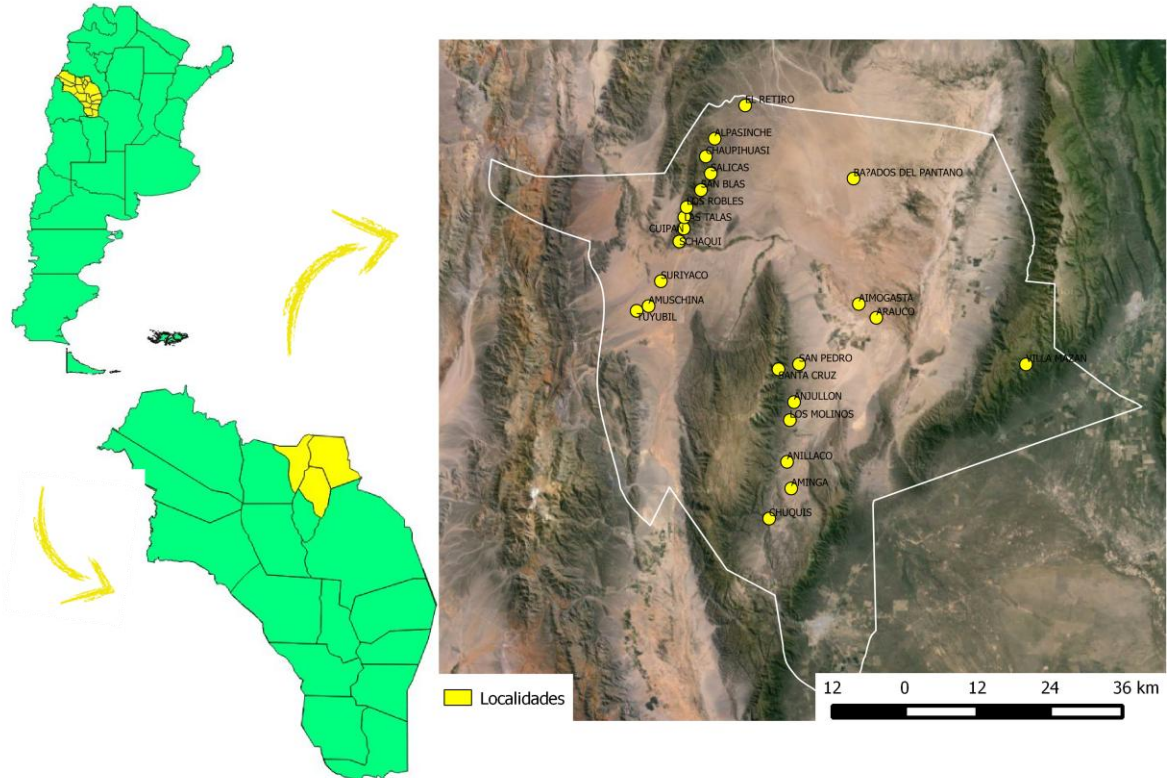 EL RETIRO
ALPASINCHE
CHAUPIHUASI
SALICAS
BA?ADOS DEL PANTANO
SAN BLAS
LOS ROBLES
LAS TALAS
CUIPAN
SCHAQUI
SURIYACO
AMUSCHINA
TUYUBIL
AIMOGASTA
ARAUCO
SAN PEDRO
SANTA CRUZ
VILLA MAZAN
ANJULLON
LOS MOLINOS
ANILLACO
AMINGA
CHUQUIS
Localidades
12 0 12 24 36 km